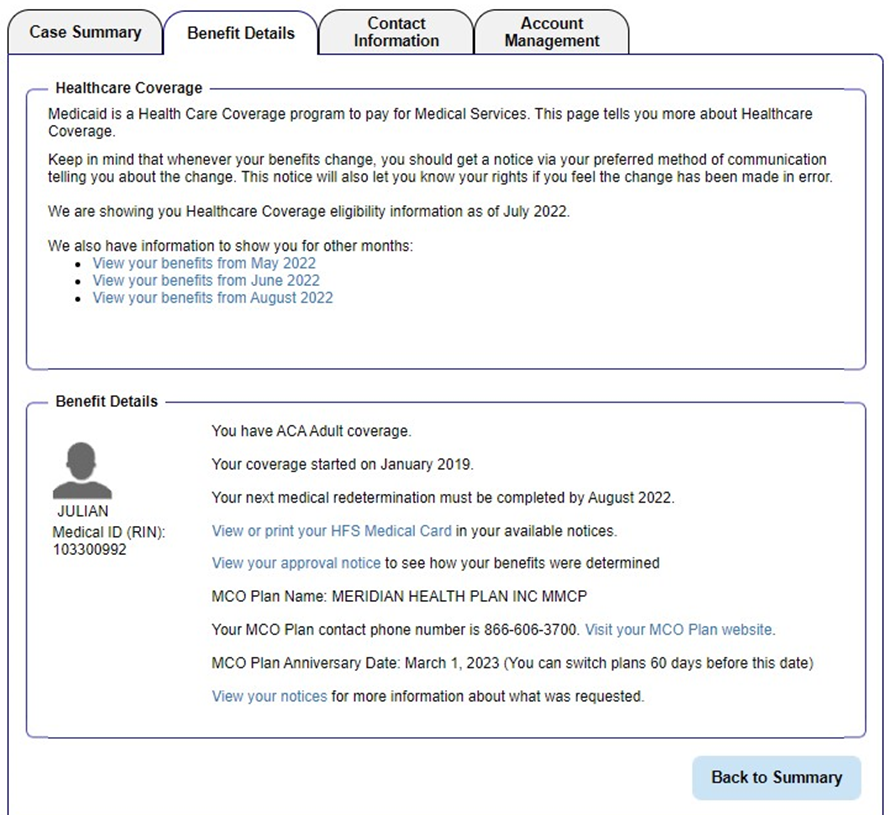 Case Summary
Benefit Details
Contact
Information
Account
Management
Healthcare Coverage
Medicaid is a Health Care Coverage program to pay for Medical Services. This page tells you more about Healthcare
Coverage.
Keep in mind that whenever your benefits change, you should get a notice via your preferred method of communication
telling you about the change. This notice will also let you know your rights if you feel the change has been made in error.
We are showing you Healthcare Coverage eligibility information as of July 2022.
We also have information to show you for other months:
• View your benefits from May 2022
• View your benefits from June 2022
• View your benefits from August 2022
Benefit Details
JULIAN
Medical ID (RIN):
103300992
You have ACA Adult coverage.
Your coverage started on January 2019.
Your next medical redetermination must be completed by August 2022.
View or print your HFS Medical Card in your available notices.
View your approval notice to see how your benefits were determined
MCO Plan Name: MERIDIAN HEALTH PLAN INC MMCP
Your MCO Plan contact phone number is 866-606-3700. Visit your MCO Plan website.
MCO Plan Anniversary Date: March 1, 2023 (You can switch plans 60 days before this date)
View your notices for more information about what was requested.
Back to Summary